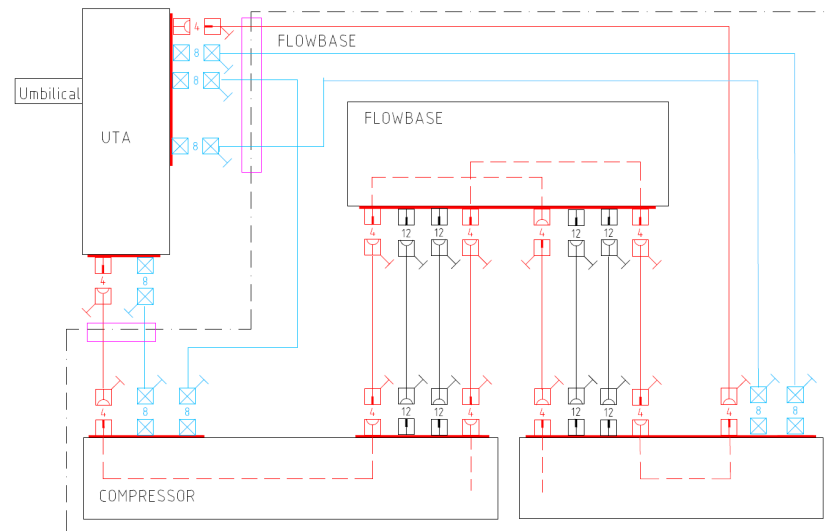 4
FLOWBASE
8
8
Umbilical
FLOWBASE
UTA
8
4 12 12 4 4 12 12 4
4 8
4 8 8 4 12 12 4 4 12 12 4 4 8 8
COMPRESSOR